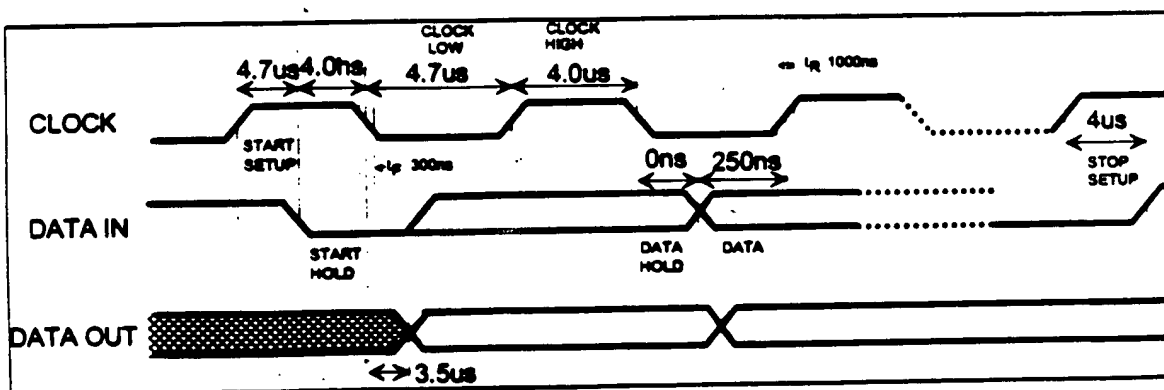 CLOCK
LOW
CLOCK
HIGH
4.7us
4.0hs
4.7us
4.0us
1000ns
CLOCK
START
SETUP
300ns
0ns
250ns
4us
STOP
SETUP
DATA IN
START
HOLD
DATA
HOLD
DATA
DATA OUT
3.5us